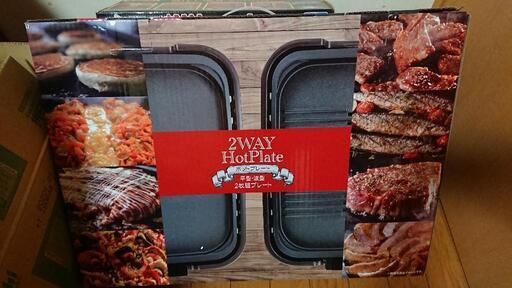 2WAY
HotPlate
ホットプレート
平型・波型
2枚組プレート